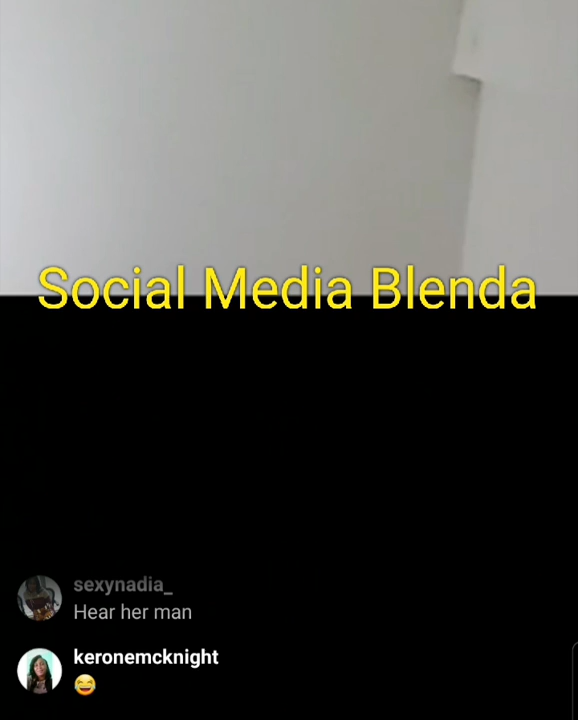 Social Media Blenda
sexynadia_
Hear her man
keronemcknight
😂